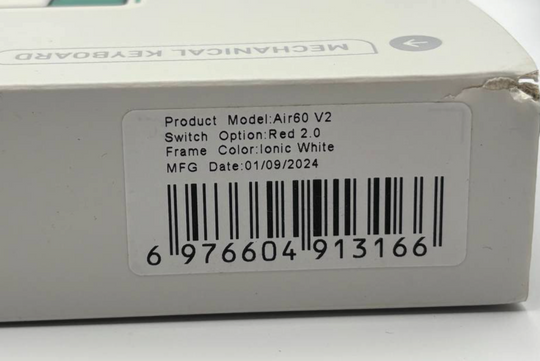 MECHANICAL KEYBOARD
Product Model:Air60 V2
Switch Option:Red 2.0
Frame Color:Ionic White
MFG Date:01/09/2024
6 976604 913166